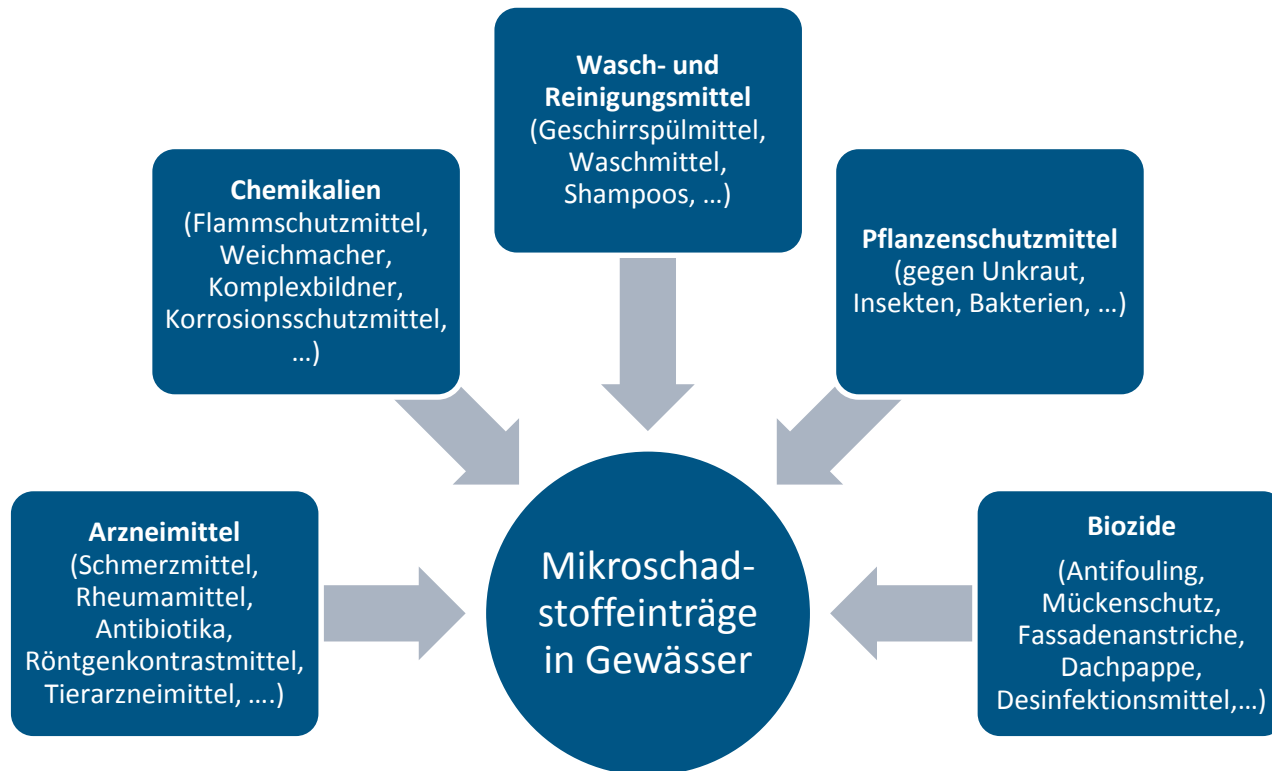 Wasch- und
Reinigungsmittel
(Geschirrspülmittel,
Waschmittel,
Shampoos, …)
Chemikalien
(Flammschutzmittel,
Weichmacher,
Komplexbildner,
Korrosionsschutzmittel,
…)
Pflanzenschutzmittel
(gegen Unkraut,
Insekten, Bakterien, …)
Arzneimittel
(Schmerzmittel,
Rheumamittel,
Antibiotika,
Röntgenkontrastmittel,
Tierarzneimittel, ….)
Mikroschad-
stoffeinträge
in Gewässer
Biozide
(Antifouling,
Mückenschutz,
Fassadenanstriche,
Dachpappe,
Desinfektionsmittel,…)